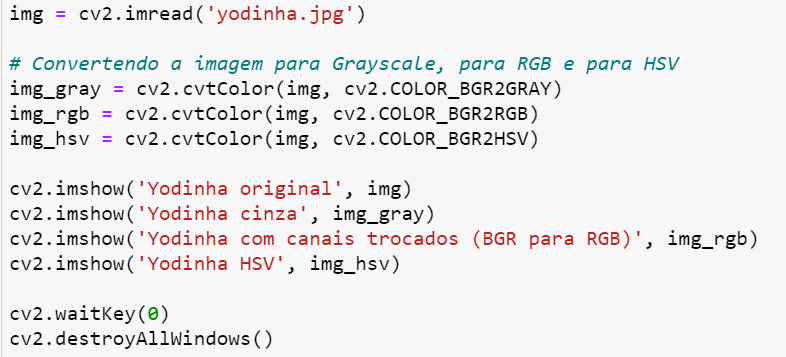 img = cv2.imread('yodinha.jpg')
# Convertendo a imagem para Grayscale, para RGB e para HSV
img_gray = cv2.cvtColor(img, cv2.COLOR_BGR2GRAY)
img_rgb = cv2.cvtColor(img, cv2.COLOR_BGR2RGB)
img_hsv = cv2.cvtColor(img, cv2.COLOR_BGR2HSV)
cv2.imshow('Yodinha original', img)
cv2.imshow('Yodinha cinza', img_gray)
cv2.imshow('Yodinha com canais trocados (BGR para RGB)', img_rgb)
cv2.imshow('Yodinha HSV', img_hsv)
cv2.waitKey(0)
cv2.destroyAllWindows()